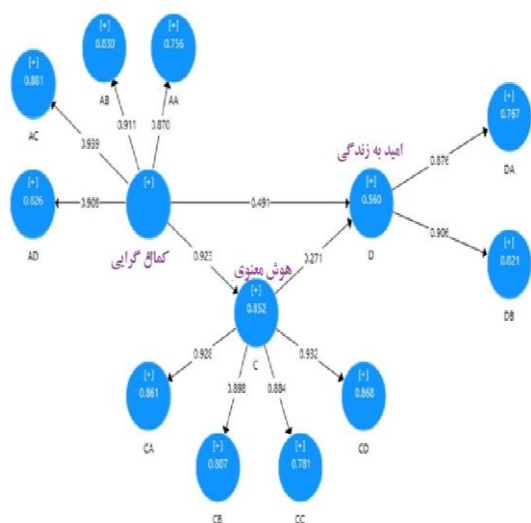 [+]
0.830
AB
[+]
0.756
AA
[+]
0.881
AC
0.939
0.911
0.870
[+]
0.767
DA
امید به زندگی
0.876
[+]
0.826
AD
[+]
کمال گرایی
0.491
[+]
0.560
D
0.906
[+]
0.821
DB
0.923
هوش معنوی
0.271
[+]
0.852
C
0.928
0.898
0.884
0.932
[+]
0.861
CA
[+]
0.807
CB
[+]
0.781
CC
[+]
0.868
CD